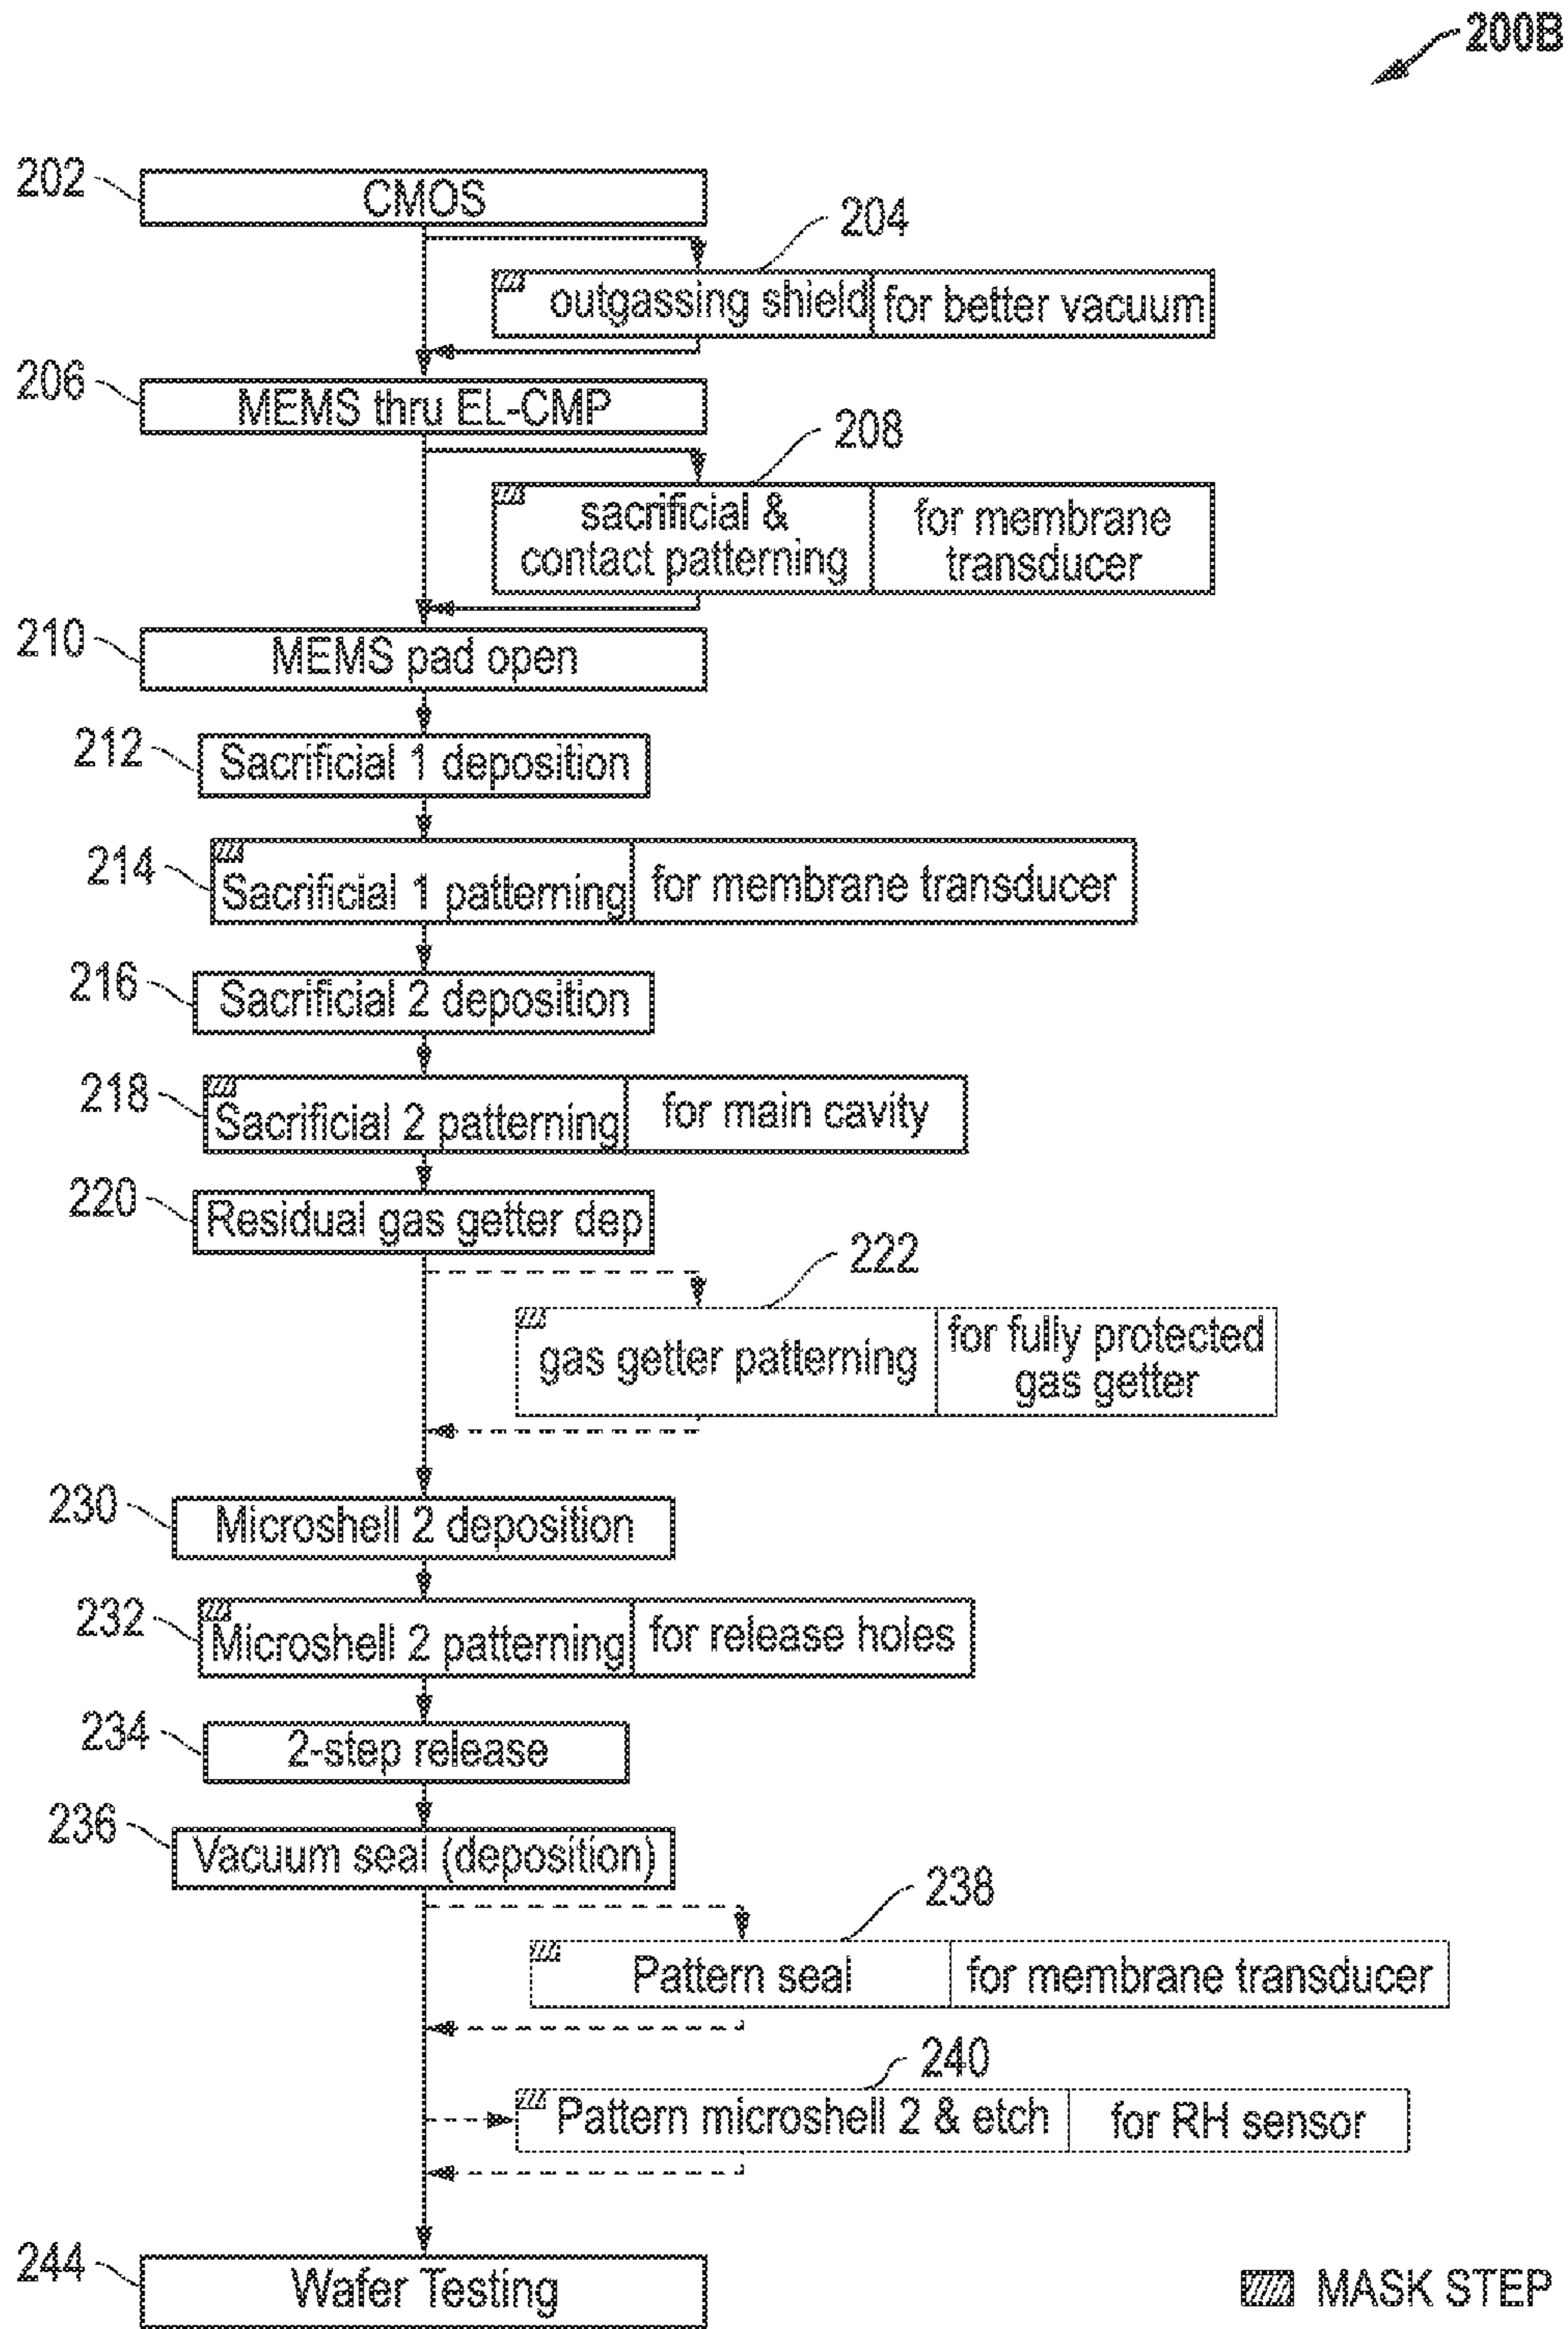 200B
202
CMOS
204
outgassing shield
for better vacuum
206
MEMS thru EL-CMP
208
sacrificial &
contact patterning
for membrane
transducer
210
MEMS pad open
212
Sacrificial 1 deposition
214
Sacrificial 1 patterning
for membrane transducer
216
Sacrificial 2 deposition
218
Sacrificial 2 patterning
for main cavity
220
Residual gas getter dep
222
gas getter patterning
for fully protected
gas getter
230
Microshell 2 deposition
232
Microshell 2 patterning
for release holes
234
2-step release
236
Vacuum seal (deposition)
238
Pattern seal
for membrane transducer
240
Pattern microshell 2 & etch
for RH sensor
244
Wafer Testing
MASK STEP